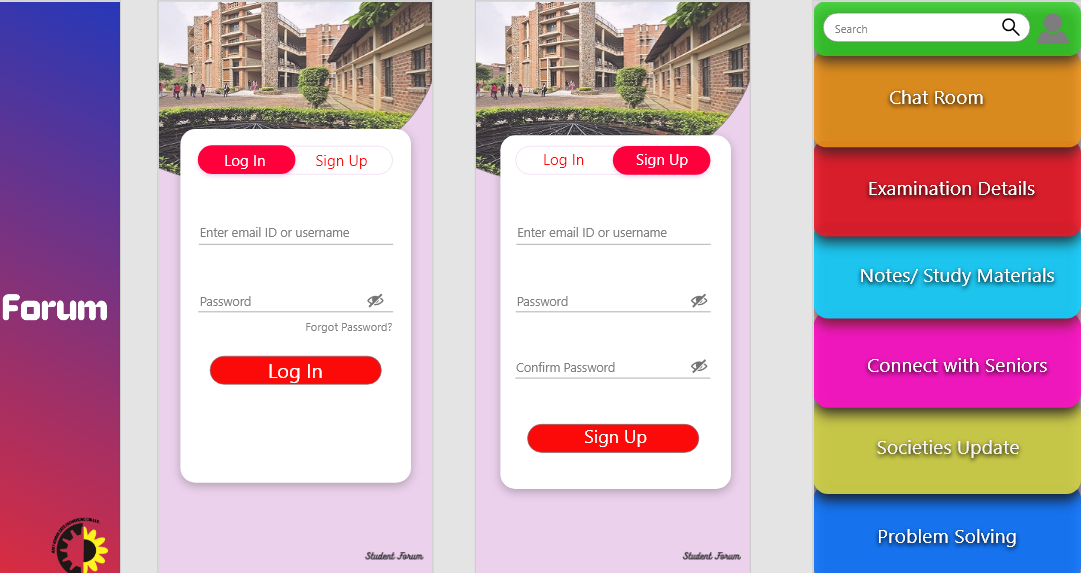 Forum
Log In
Sign Up
Enter email ID or username
Password
Forgot Password?
Log In
Student Forum
Log In
Sign Up
Enter email ID or username
Password
Confirm Password
Sign Up
Student Forum
Search
Chat Room
Examination Details
Notes/ Study Materials
Connect with Seniors
Societies Update
Problem Solving